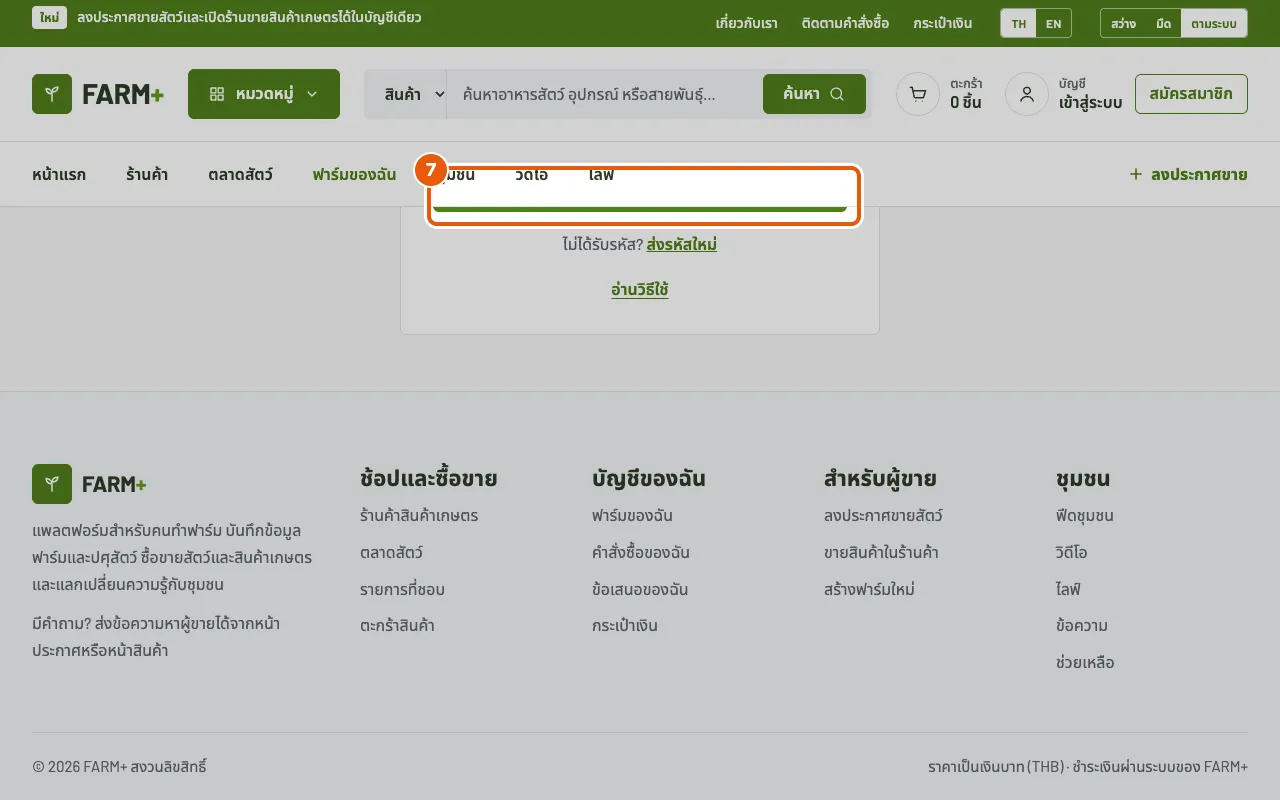 ใหม่ ลงประกาศขายสัตว์และเปิดร้านขายสินค้าเกษตรได้ในบัญชีเดียว
เกี่ยวกับเรา ติดตามคำสั่งซื้อ กระเป๋าเงิน TH EN สว่าง มืด ตามระบบ
FARM+ หมวดหมู่ สินค้า ค้นหาอาหารสัตว์ อุปกรณ์ หรือสายพันธุ์... ค้นหา
ตะกร้า
0 ชิ้น
บัญชี
เข้าสู่ระบบ
สมัครสมาชิก
หน้าแรก ร้านค้า ตลาดสัตว์ ฟาร์มของฉัน ลงประกาศขาย
7
ไม่ได้รับรหัส? ส่งรหัสใหม่
อ่านวิธีใช้
FARM+
แพลตฟอร์มสำหรับคนทำฟาร์ม บันทึกข้อมูล
ฟาร์มและปศุสัตว์ ซื้อขายสัตว์และสินค้าเกษตร
และแลกเปลี่ยนความรู้กับชุมชน
มีคำถาม? ส่งข้อความหาผู้ขายได้จากหน้า
ประกาศหรือหน้าสินค้า
ช้อปและซื้อขาย
ร้านค้าสินค้าเกษตร
ตลาดสัตว์
รายการที่ชอบ
ตะกร้าสินค้า
บัญชีของฉัน
ฟาร์มของฉัน
คำสั่งซื้อของฉัน
ข้อเสนอของฉัน
กระเป๋าเงิน
สำหรับผู้ขาย
ลงประกาศขายสัตว์
ขายสินค้าในร้านค้า
สร้างฟาร์มใหม่
ชุมชน
ฟีดชุมชน
วิดีโอ
ไลฟ์
ข้อความ
ช่วยเหลือ
© 2026 FARM+ สงวนลิขสิทธิ์
ราคาเป็นเงินบาท (THB) · ชำระเงินผ่านระบบของ FARM+